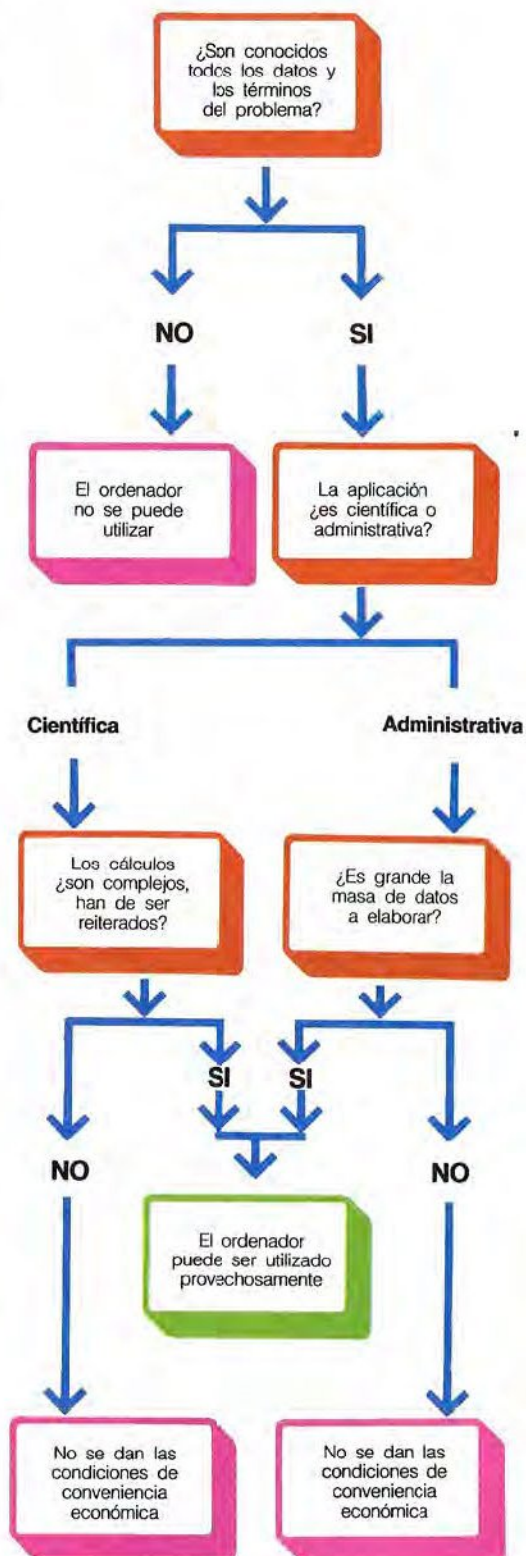 ¿Son conocidos
todos los datos y
los términos
del problema?
NO
SI
El ordenador
no se puede
utilizar
La aplicación
¿es científica o
administrativa?
Científica
Administrativa
Los cálculos
¿son complejos,
han de ser
reiterados?
¿Es grande la
masa de datos
a elaborar?
SI
SI
NO
NO
El ordenador
puede ser utilizado
provechosamente
No se dan las
condiciones de
conveniencia
económica
No se dan las
condiciones de
conveniencia
económica